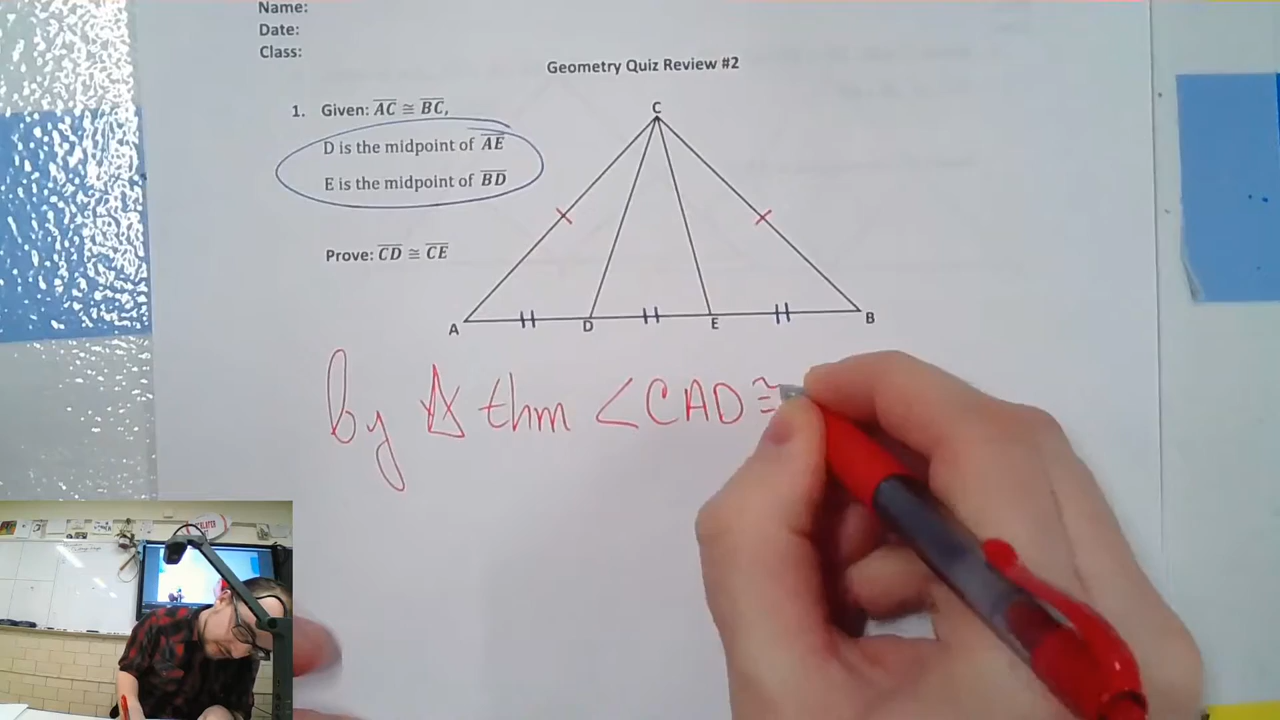 Name:
Date:
Class:
Geometry Quiz Review #2
1. Given: AC ≅ BC,
D is the midpoint of AE
E is the midpoint of BD
Prove: CD ≅ CE
C
A
D
E
B
by △ thm <CAD ≅